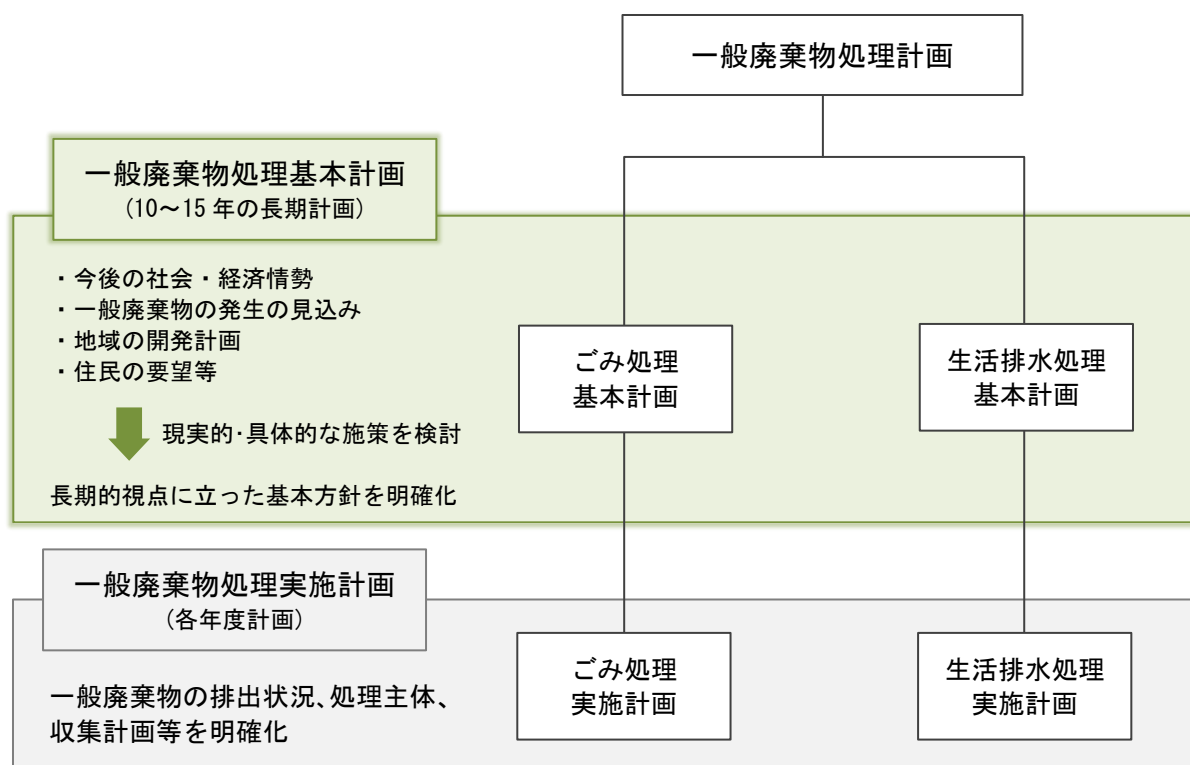 一般廃棄物処理計画
一般廃棄物処理基本計画
(10～15年の長期計画)
・今後の社会・経済情勢
・一般廃棄物の発生の見込み
・地域の開発計画
・住民の要望等
現実的・具体的な施策を検討
長期的視点に立った基本方針を明確化
ごみ処理
基本計画
生活排水処理
基本計画
一般廃棄物処理実施計画
(各年度計画)
一般廃棄物の排出状況、処理主体、
収集計画等を明確化
ごみ処理
実施計画
生活排水処理
実施計画